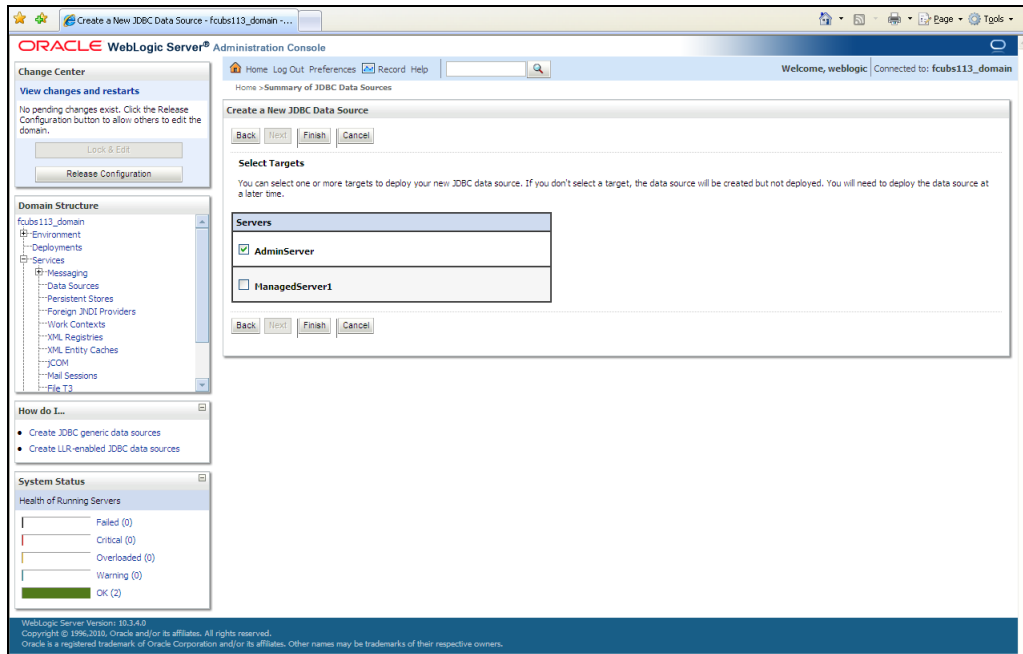 Create a New JDBC Data Source - fcubs113_domain -...
Page
Tools
ORACLE WebLogic Server® Administration Console
Change Center
View changes and restarts
No pending changes exist. Click the Release
Configuration button to allow others to edit the
domain.
Lock & Edit
Release Configuration
Domain Structure
fcubs113_domain
Environment
Deployments
Services
Messaging
Data Sources
Persistent Stores
Foreign JNDI Providers
Work Contexts
XML Registries
XML Entity Caches
jCOM
Mail Sessions
File T3
How do I...
Create JDBC generic data sources
Create LLR-enabled JDBC data sources
System Status
Health of Running Servers
Failed (0)
Critical (0)
Overloaded (0)
Warning (0)
OK (2)
Home Log Out Preferences Record Help
Welcome, weblogic Connected to: fcubs113_domain
Home >Summary of JDBC Data Sources
Create a New JDBC Data Source
Back Next Finish Cancel
Select Targets
You can select one or more targets to deploy your new JDBC data source. If you don't select a target, the data source will be created but not deployed. You will need to deploy the data source at
a later time.
Servers
AdminServer
ManagedServer1
Back Next Finish Cancel
WebLogic Server Version: 10.3.4.0
Copyright © 1996,2010, Oracle and/or its affiliates. All rights reserved.
Oracle is a registered trademark of Oracle Corporation and/or its affiliates. Other names may be trademarks of their respective owners.